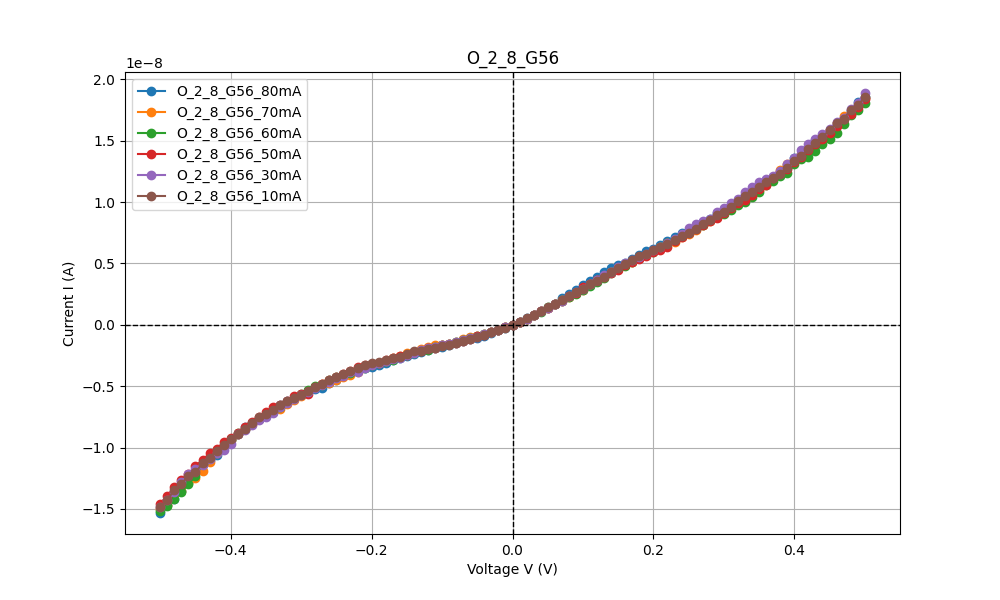 O_2_8_G56
1e−8
2.0
1.5
1.0
0.5
0.0
−0.5
−1.0
−1.5
Current I (A)
O_2_8_G56_80mA
O_2_8_G56_70mA
O_2_8_G56_60mA
O_2_8_G56_50mA
O_2_8_G56_30mA
O_2_8_G56_10mA
−0.4 −0.2 0.0 0.2 0.4
Voltage V (V)